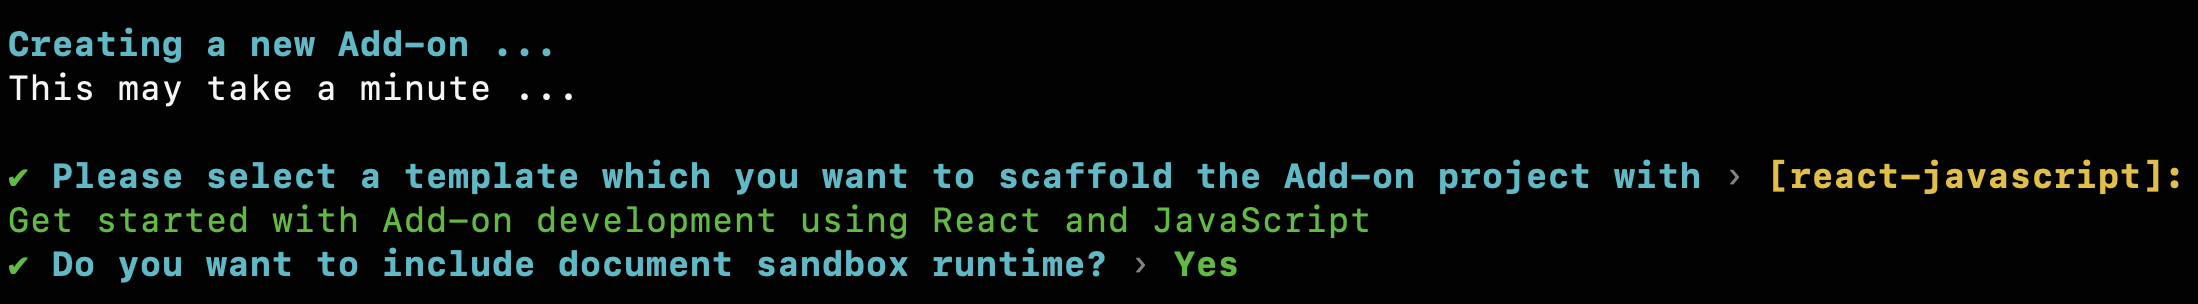 Creating a new Add-on ...
This may take a minute ...
✔ Please select a template which you want to scaffold the Add-on project with › [react-javascript]:
Get started with Add-on development using React and JavaScript
✔ Do you want to include document sandbox runtime? › Yes